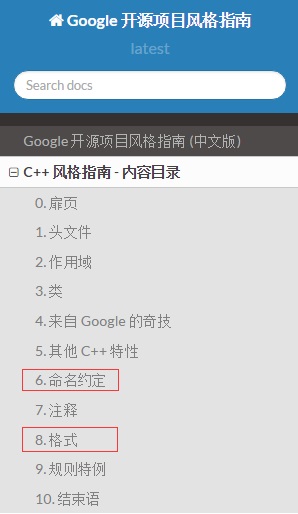 Google 开源项目风格指南
latest
Search docs
Google 开源项目风格指南 (中文版)
C++ 风格指南 - 内容目录
0. 扉页
1. 头文件
2. 作用域
3. 类
4. 来自 Google 的奇技
5. 其他 C++ 特性
6. 命名约定
7. 注释
8. 格式
9. 规则特例
10. 结束语